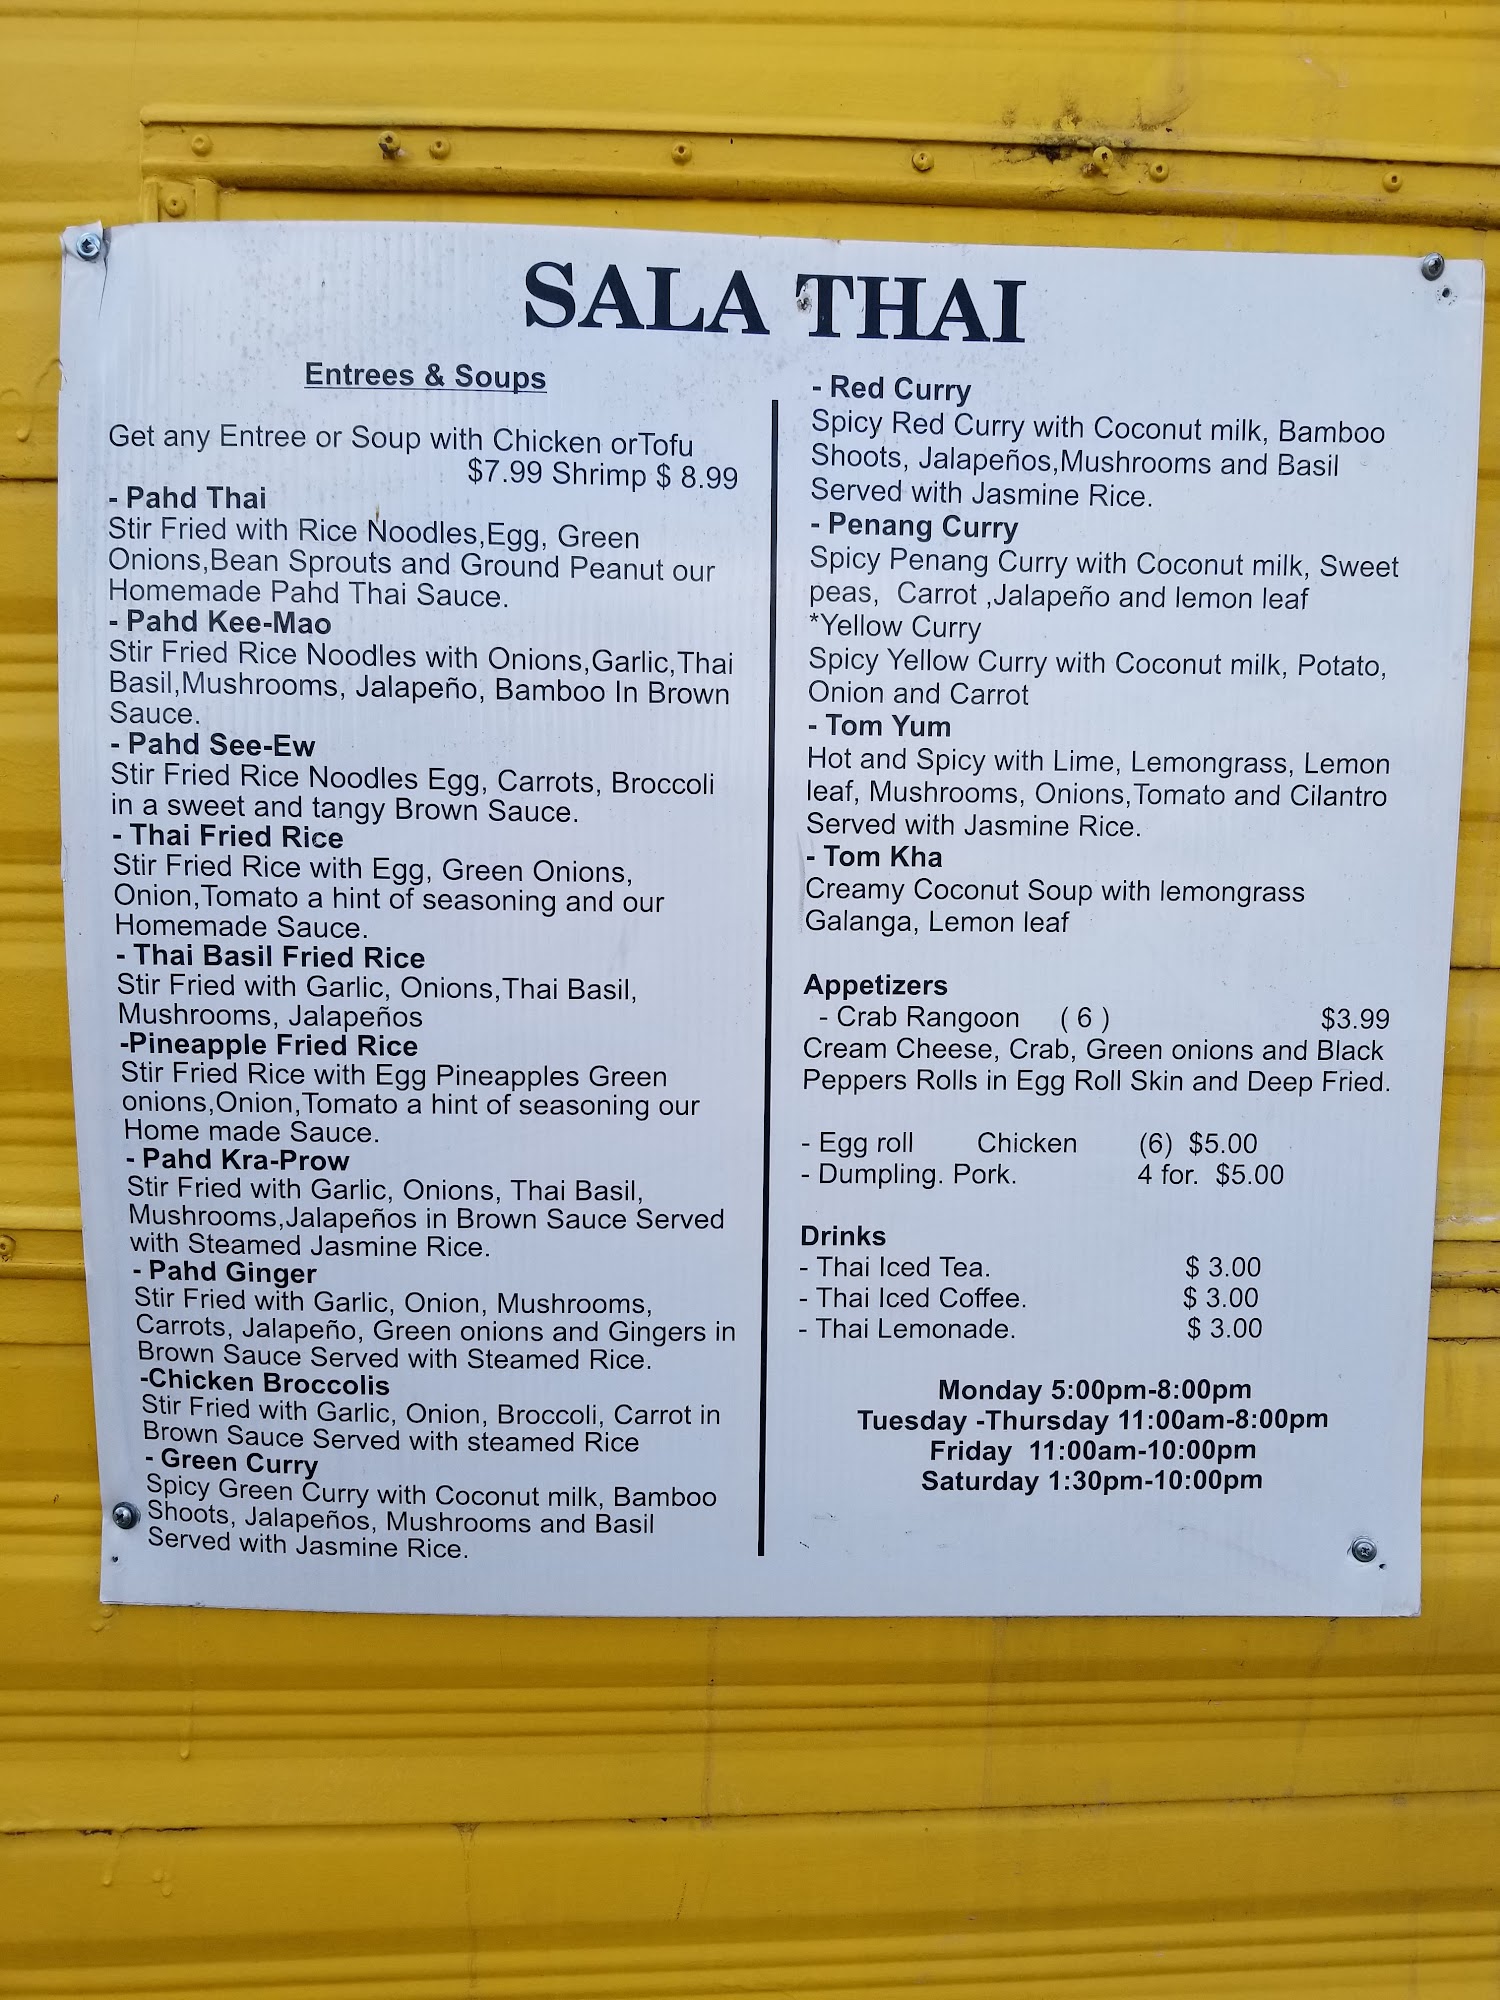 SALA THAI
Entrees & Soups
Get any Entree or Soup with Chicken orTofu
$7.99 Shrimp $ 8.99
- Pahd Thai
Stir Fried with Rice Noodles,Egg, Green
Onions,Bean Sprouts and Ground Peanut our
Homemade Pahd Thai Sauce.
- Pahd Kee-Mao
Stir Fried Rice Noodles with Onions,Garlic,Thai
Basil,Mushrooms, Jalapeño, Bamboo In Brown
Sauce.
- Pahd See-Ew
Stir Fried Rice Noodles Egg, Carrots, Broccoli
in a sweet and tangy Brown Sauce.
- Thai Fried Rice
Stir Fried Rice with Egg, Green Onions,
Onion,Tomato a hint of seasoning and our
Homemade Sauce.
- Thai Basil Fried Rice
Stir Fried with Garlic, Onions,Thai Basil,
Mushrooms, Jalapeños
-Pineapple Fried Rice
Stir Fried Rice with Egg Pineapples Green
onions,Onion,Tomato a hint of seasoning our
Home made Sauce.
- Pahd Kra-Prow
Stir Fried with Garlic, Onions, Thai Basil,
Mushrooms,Jalapeños in Brown Sauce Served
with Steamed Jasmine Rice.
- Pahd Ginger
Stir Fried with Garlic, Onion, Mushrooms,
Carrots, Jalapeño, Green onions and Gingers in
Brown Sauce Served with Steamed Rice.
-Chicken Broccolis
Stir Fried with Garlic, Onion, Broccoli, Carrot in
Brown Sauce Served with steamed Rice
- Green Curry
Spicy Green Curry with Coconut milk, Bamboo
Shoots, Jalapeños, Mushrooms and Basil
Served with Jasmine Rice.
- Red Curry
Spicy Red Curry with Coconut milk, Bamboo
Shoots, Jalapeños,Mushrooms and Basil
Served with Jasmine Rice.
- Penang Curry
Spicy Penang Curry with Coconut milk, Sweet
peas, Carrot ,Jalapeño and lemon leaf
*Yellow Curry
Spicy Yellow Curry with Coconut milk, Potato,
Onion and Carrot
- Tom Yum
Hot and Spicy with Lime, Lemongrass, Lemon
leaf, Mushrooms, Onions,Tomato and Cilantro
Served with Jasmine Rice.
- Tom Kha
Creamy Coconut Soup with lemongrass
Galanga, Lemon leaf
Appetizers
- Crab Rangoon ( 6 ) $3.99
Cream Cheese, Crab, Green onions and Black
Peppers Rolls in Egg Roll Skin and Deep Fried.
- Egg roll Chicken (6) $5.00
- Dumpling. Pork. 4 for. $5.00
Drinks
- Thai Iced Tea. $ 3.00
- Thai Iced Coffee. $ 3.00
- Thai Lemonade. $ 3.00
Monday 5:00pm-8:00pm
Tuesday -Thursday 11:00am-8:00pm
Friday 11:00am-10:00pm
Saturday 1:30pm-10:00pm